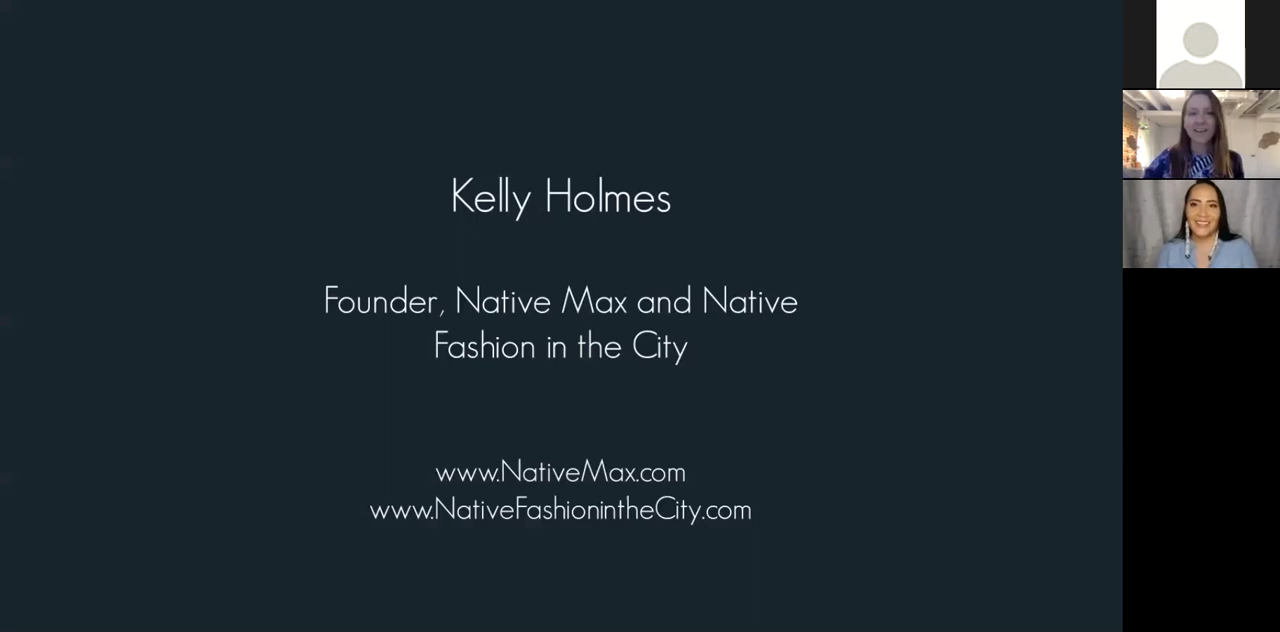 Kelly Holmes
Founder, Native Max and Native
Fashion in the City
www.NativeMax.com
www.NativeFashionintheCity.com